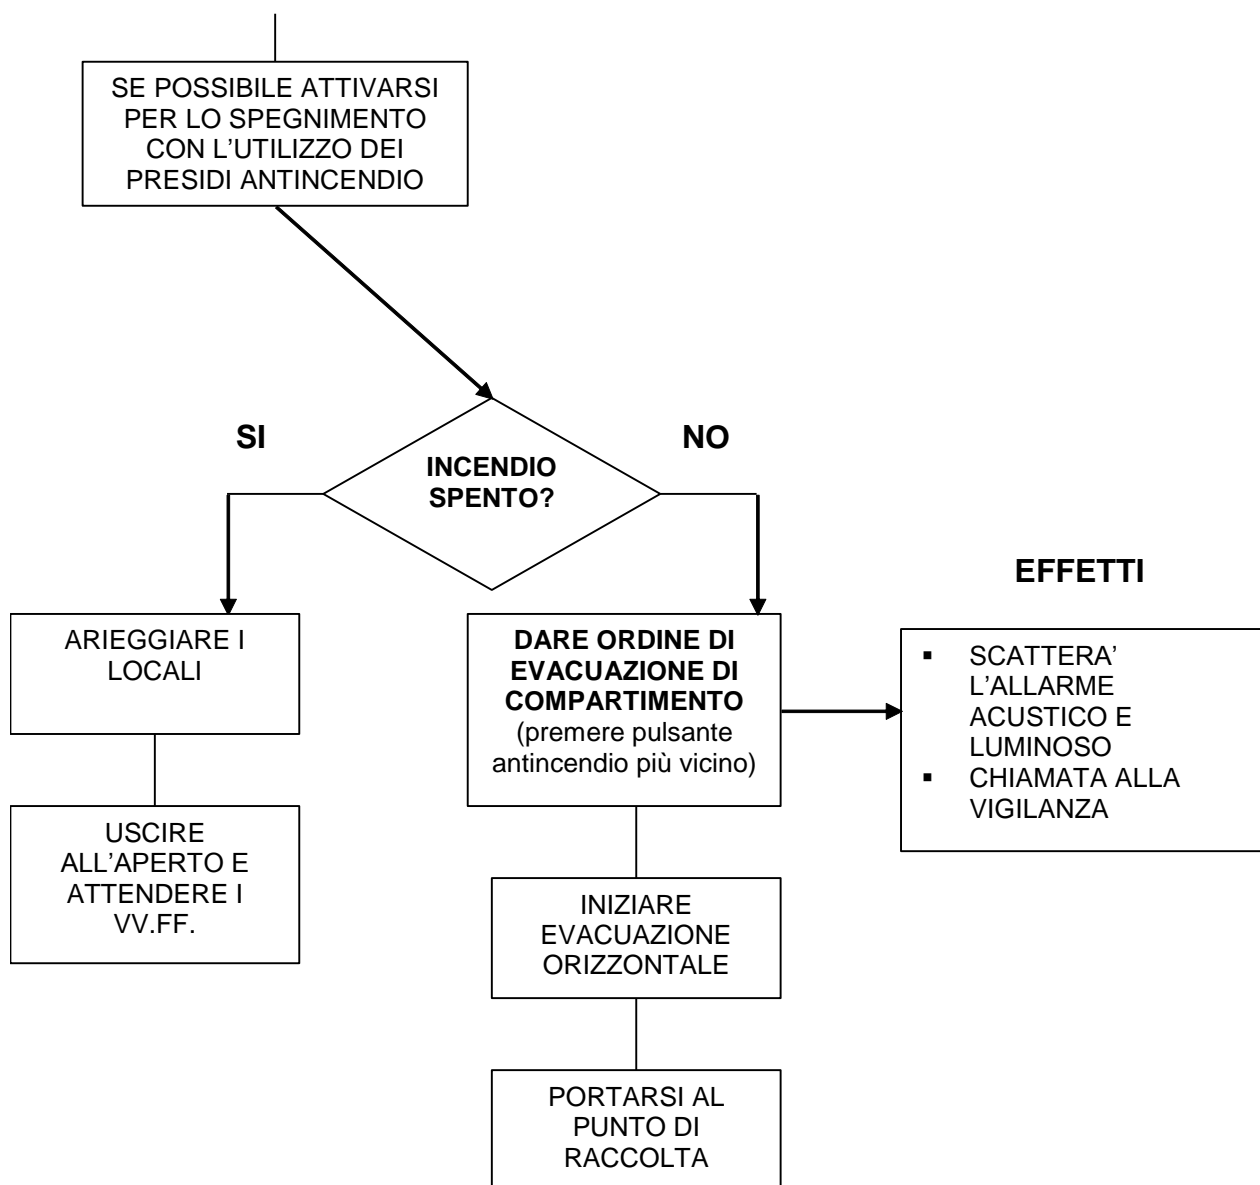 SE POSSIBILE ATTIVARSI
PER LO SPEGNIMENTO
CON L'UTILIZZO DEI
PRESIDI ANTINCENDIO
SI
NO
INCENDIO
SPENTO?
EFFETTI
ARIEGGIARE I
LOCALI
DARE ORDINE DI
EVACUAZIONE DI
COMPARTIMENTO
(premere pulsante
antincendio più vicino)
▪ SCATTERA'
L'ALLARME
ACUSTICO E
LUMINOSO
▪ CHIAMATA ALLA
VIGILANZA
USCIRE
ALL'APERTO E
ATTENDERE I
VV.FF.
INIZIARE
EVACUAZIONE
ORIZZONTALE
PORTARSI AL
PUNTO DI
RACCOLTA